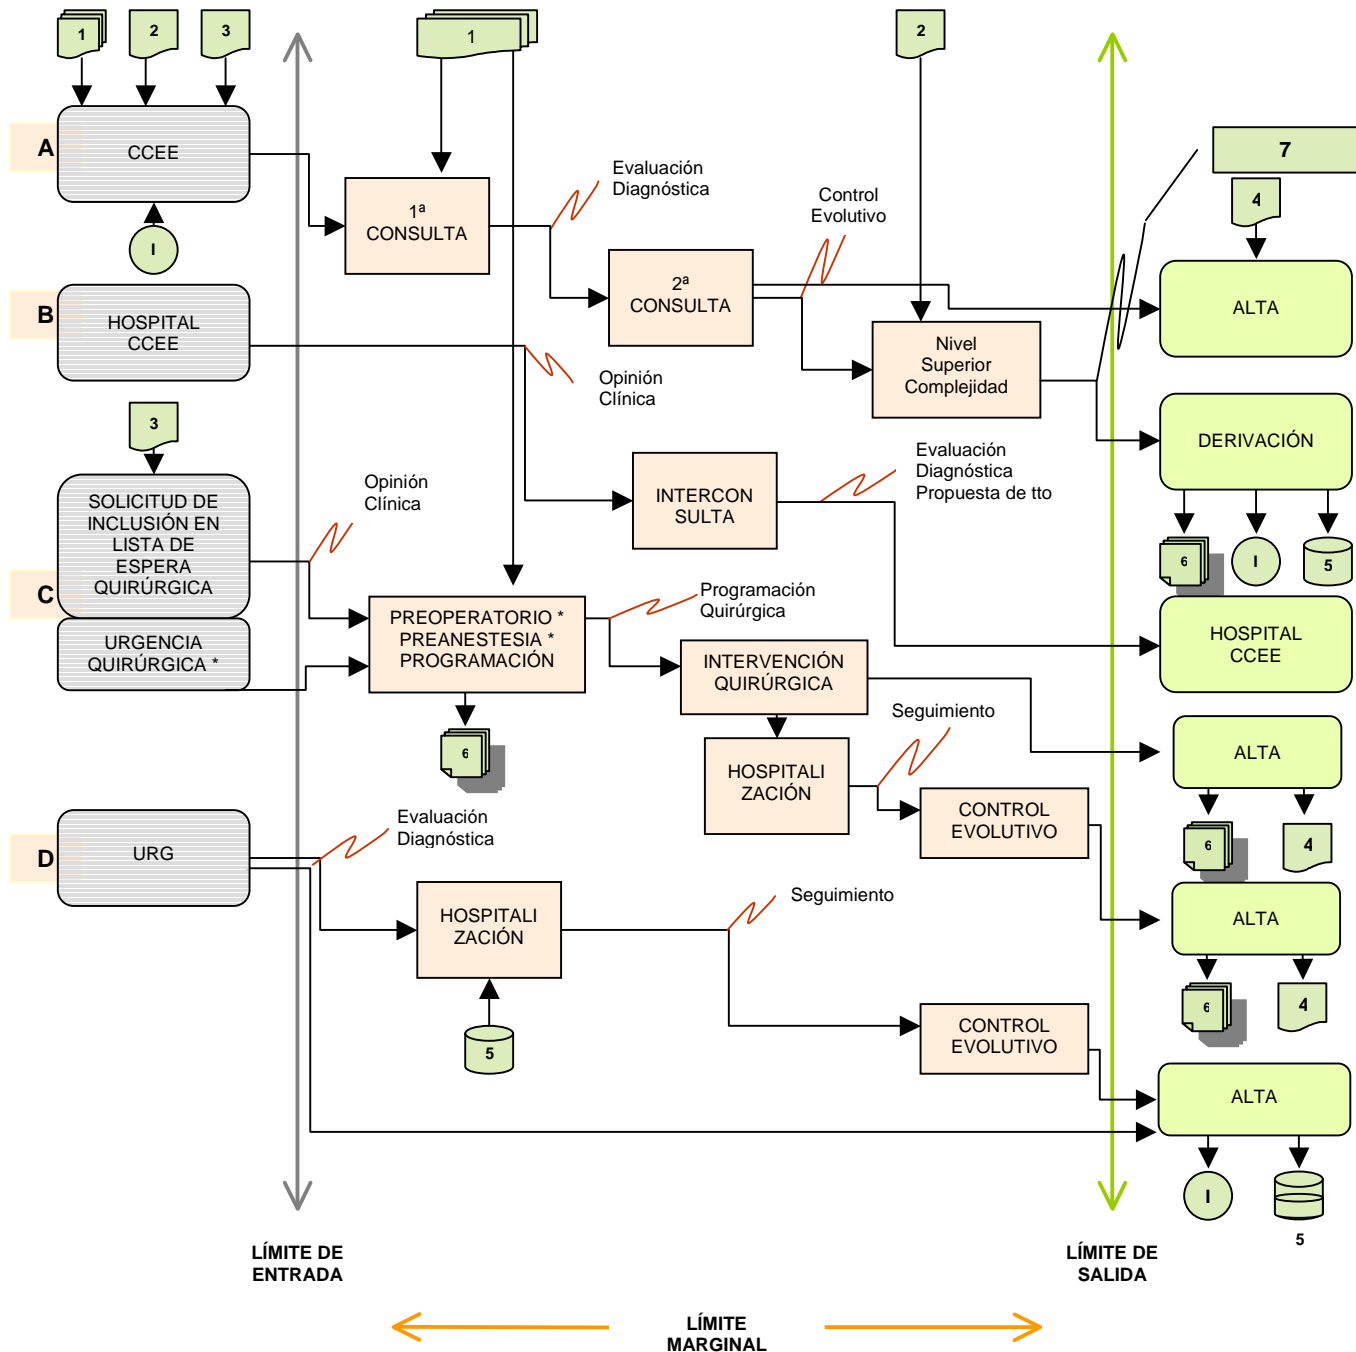 1
2
3
1
2
A
CCEE
7
Evaluación
Diagnóstica
Control
Evolutivo
4
1ª
CONSULTA
I
2ª
CONSULTA
ALTA
B
HOSPITAL
CCEE
Opinión
Clínica
Nivel
Superior
Complejidad
3
DERIVACIÓN
Opinión
Clínica
Evaluación
Diagnóstica
Propuesta de tto
SOLICITUD DE
INCLUSIÓN EN
LISTA DE
ESPERA
QUIRÚRGICA
INTERCON
SULTA
6
I
5
C
URGENCIA
QUIRÚRGICA *
PREOPERATORIO *
PREANESTESIA *
PROGRAMACIÓN
Programación
Quirúrgica
HOSPITAL
CCEE
INTERVENCIÓN
QUIRÚRGICA
6
Seguimiento
HOSPITALI
ZACIÓN
ALTA
D
URG
Evaluación
Diagnóstica
CONTROL
EVOLUTIVO
6
4
HOSPITALI
ZACIÓN
Seguimiento
ALTA
5
CONTROL
EVOLUTIVO
6
4
ALTA
I
5
LÍMITE DE
ENTRADA
LÍMITE DE
SALIDA
LÍMITE
MARGINAL